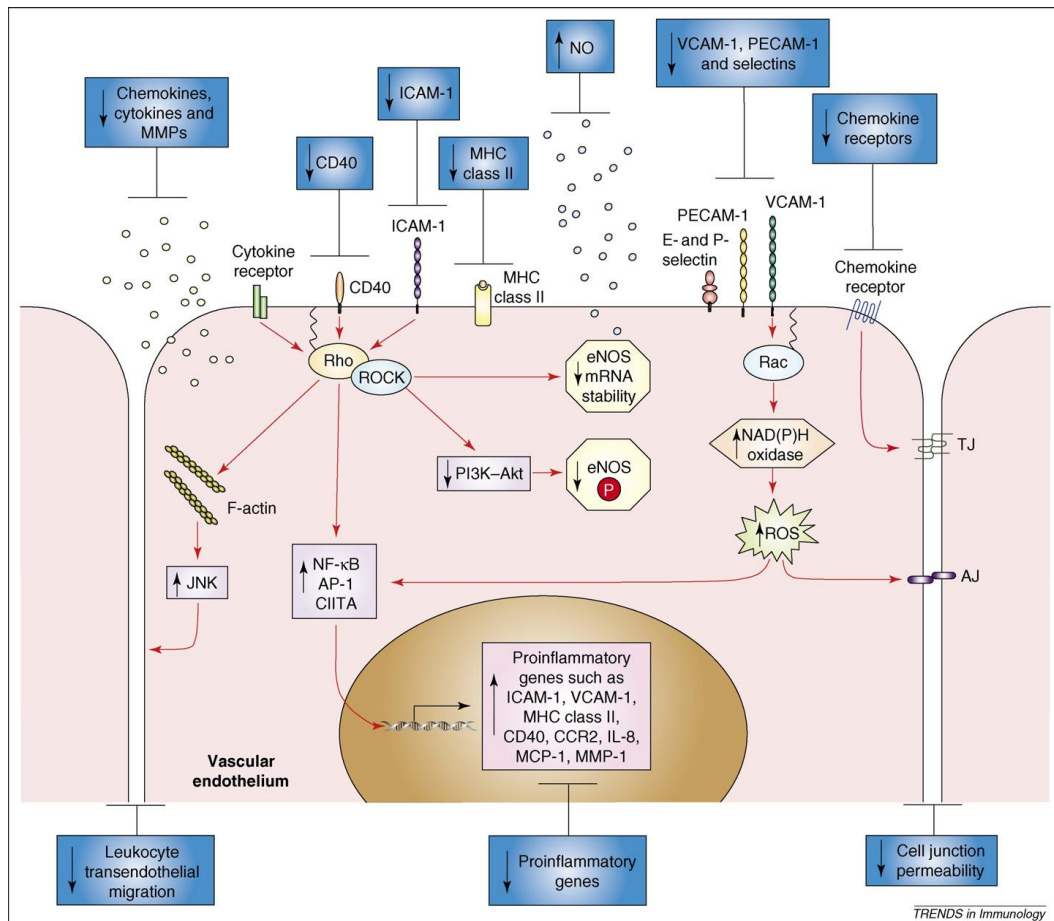 NO
VCAM-1, PECAM-1
and selectins
Chemokines,
cytokines and
MMPs
ICAM-1
Chemokine
receptors
CD40
MHC
class II
VCAM-1
PECAM-1
ICAM-1
E- and P-
selectin
Cytokine
receptor
CD40
MHC
class II
Chemokine
receptor
Rho
ROCK
eNOS
mRNA
stability
Rac
NAD(P)H
oxidase
TJ
PI3K–Akt
eNOS
P
F-actin
ROS
JNK
NF-κB
AP-1
CIITA
AJ
Proinflammatory
genes such as
ICAM-1, VCAM-1,
MHC class II,
CD40, CCR2, IL-8,
MCP-1, MMP-1
Vascular
endothelium
Leukocyte
transendothelial
migration
Proinflammatory
genes
Cell junction
permeability
TRENDS in Immunology